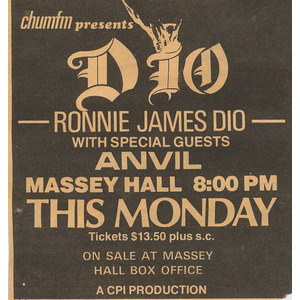 chumfm presents
DIO
RONNIE JAMES DIO
WITH SPECIAL GUESTS
ANVIL
MASSEY HALL 8:00 PM
THIS MONDAY
Tickets $13.50 plus s.c.
ON SALE AT MASSEY
HALL BOX OFFICE
A CPI PRODUCTION